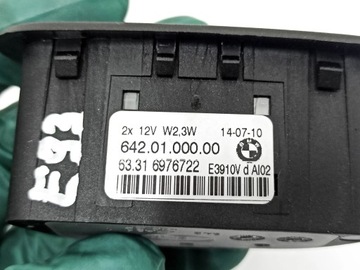 E93
2x 12V W2,3W 14-07-10
642.01.000.00
63.31 6976722 E3910V d AI02